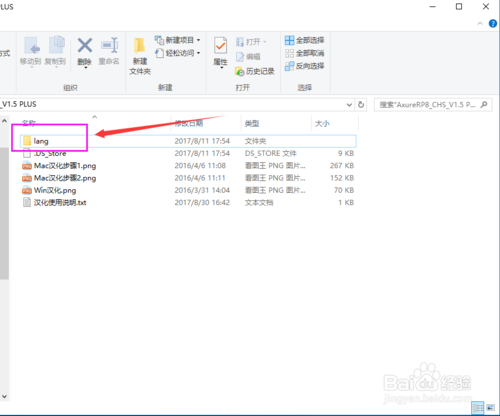 PLUS
方式
移动到 复制到
删除 重命名
新建
文件夹
新建项目
轻松访问
属性
打开
编辑
历史记录
全部选择
全部取消
反向选择
组织 新建 打开 选择
_V1.5 PLUS
搜索"AxureRP8_CHS_V1.5 P...
名称 修改日期 类型 大小
lang 2017/8/11 17:54 文件夹
.DS_Store 2017/8/11 17:54 DS_STORE 文件 9 KB
Mac汉化步骤1.png 2016/4/6 11:08 看图王 PNG 图片... 267 KB
Mac汉化步骤2.png 2016/4/6 11:11 看图王 PNG 图片... 152 KB
Win汉化.png 2016/3/31 14:04 看图王 PNG 图片... 70 KB
汉化使用说明.txt 2017/8/30 16:42 文本文档 1 KB
Baidu 经验
jingyan.baidu.com